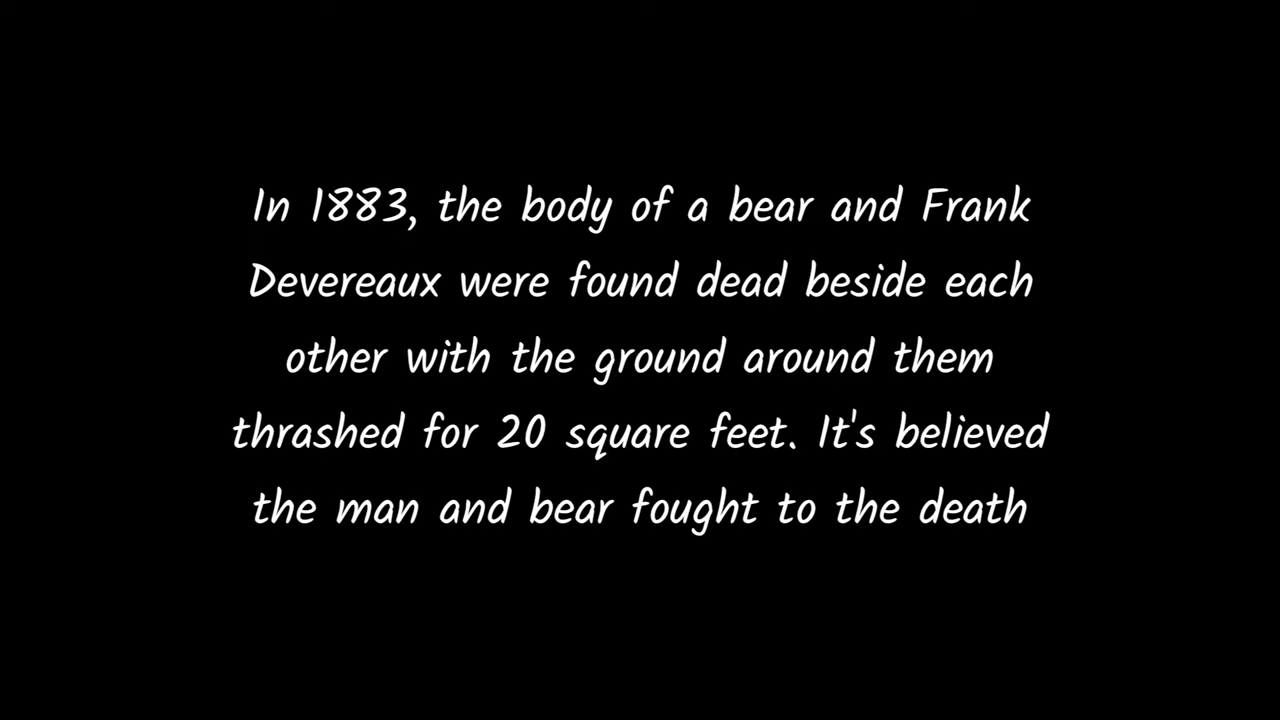 In 1883, the body of a bear and Frank
Devereaux were found dead beside each
other with the ground around them
thrashed for 20 square feet. It's believed
the man and bear fought to the death